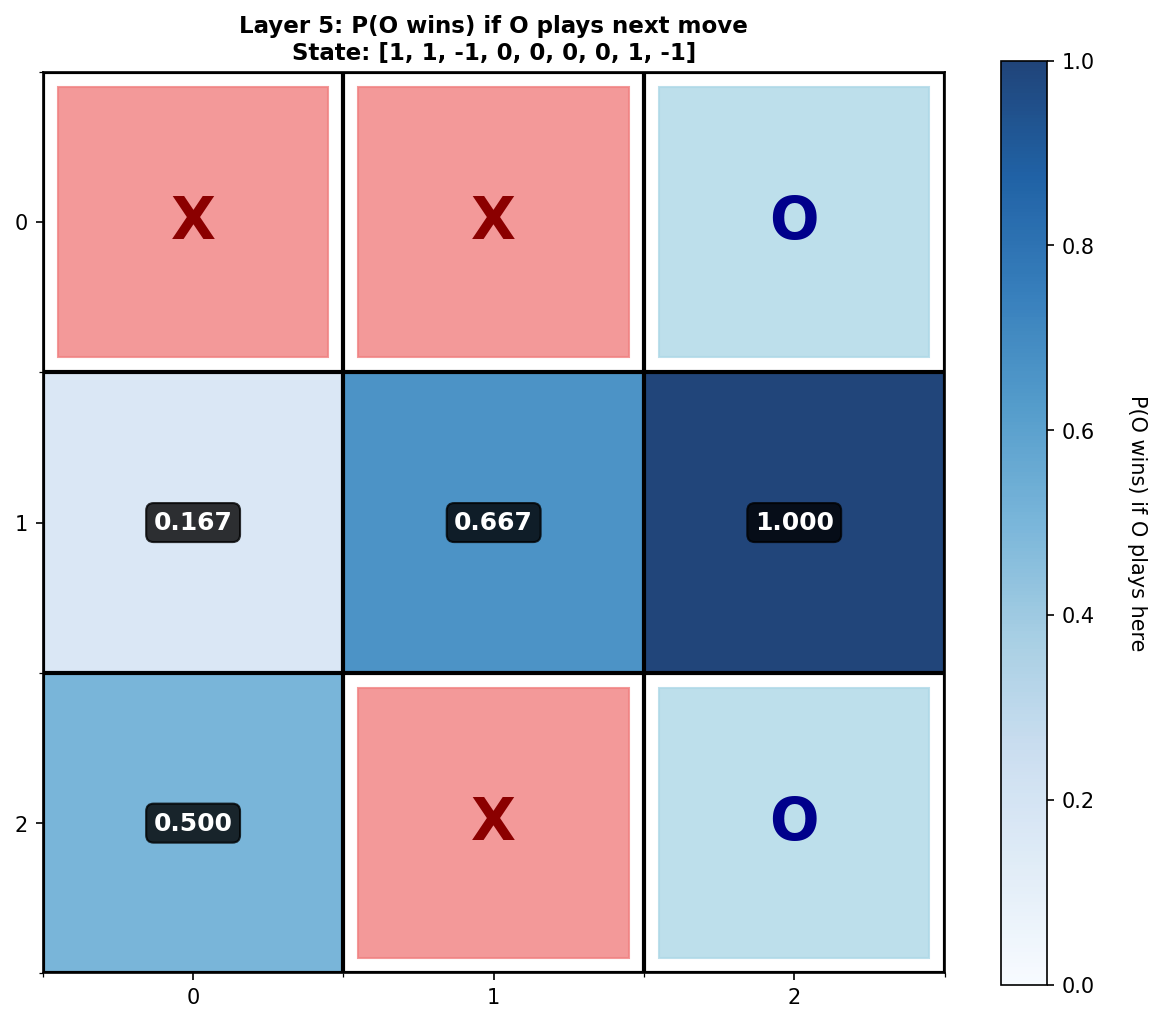 Layer 5: P(O wins) if O plays next move
State: [1, 1, -1, 0, 0, 0, 0, 1, -1]
0
X
X
O
1
0.167
0.667
1.000
2
0.500
X
O
0
1
2
1.0
0.8
0.6
0.4
0.2
0.0
P(O wins) if O plays here